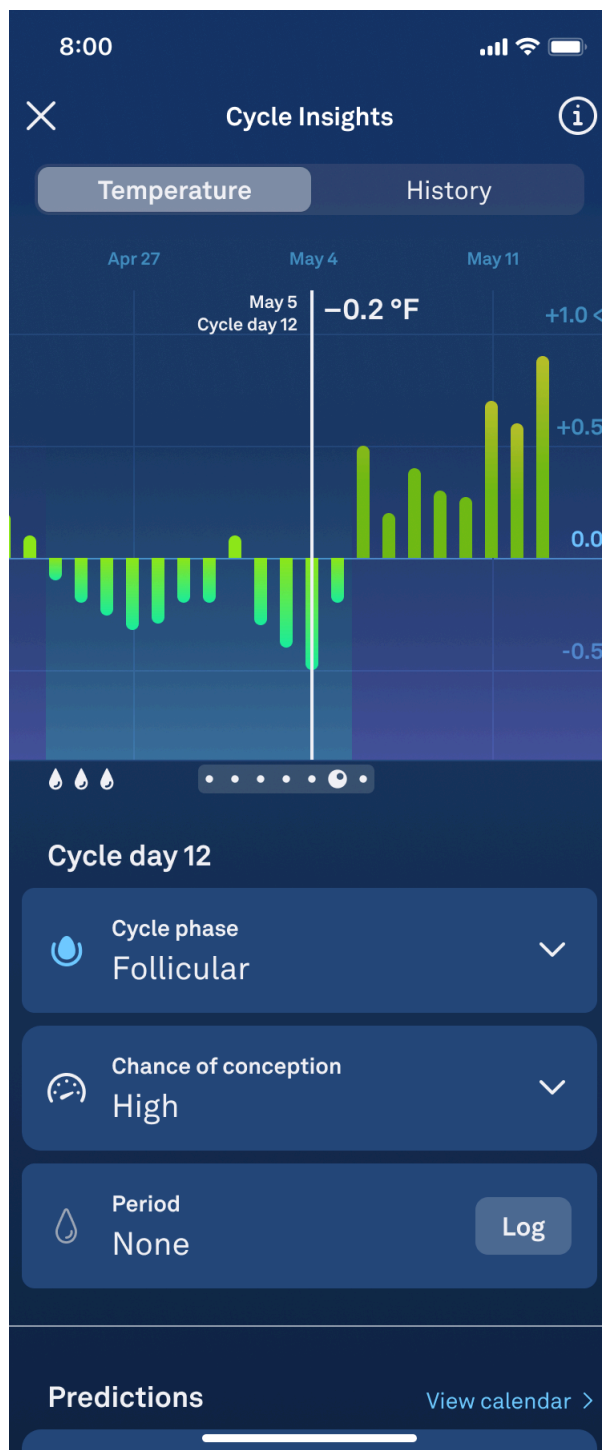 8:00
Cycle Insights
Temperature
History
Apr 27
May 4
May 11
May 5
Cycle day 12
−0.2 °F
+1.0 <
+0.5
0.0
-0.5
Cycle day 12
Cycle phase
Follicular
Chance of conception
High
Period
None
Log
Predictions
View calendar >